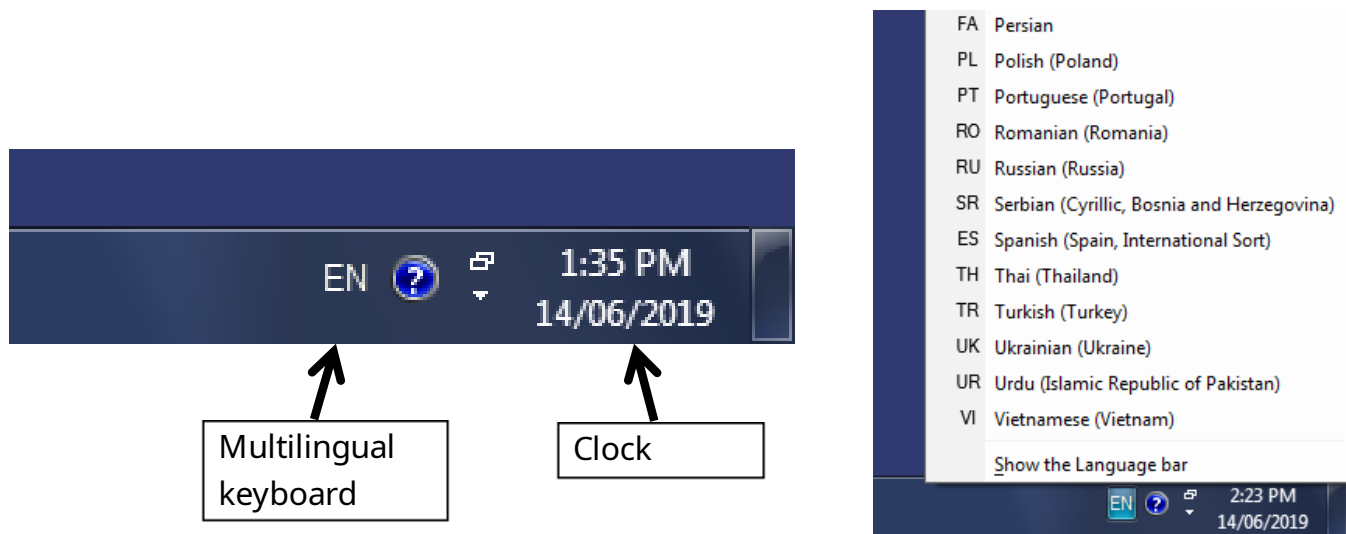 EN ? 1:35 PM
14/06/2019
Multilingual
keyboard
Clock
FA Persian
PL Polish (Poland)
PT Portuguese (Portugal)
RO Romanian (Romania)
RU Russian (Russia)
SR Serbian (Cyrillic, Bosnia and Herzegovina)
ES Spanish (Spain, International Sort)
TH Thai (Thailand)
TR Turkish (Turkey)
UK Ukrainian (Ukraine)
UR Urdu (Islamic Republic of Pakistan)
VI Vietnamese (Vietnam)
Show the Language bar
EN ? 2:23 PM
14/06/2019